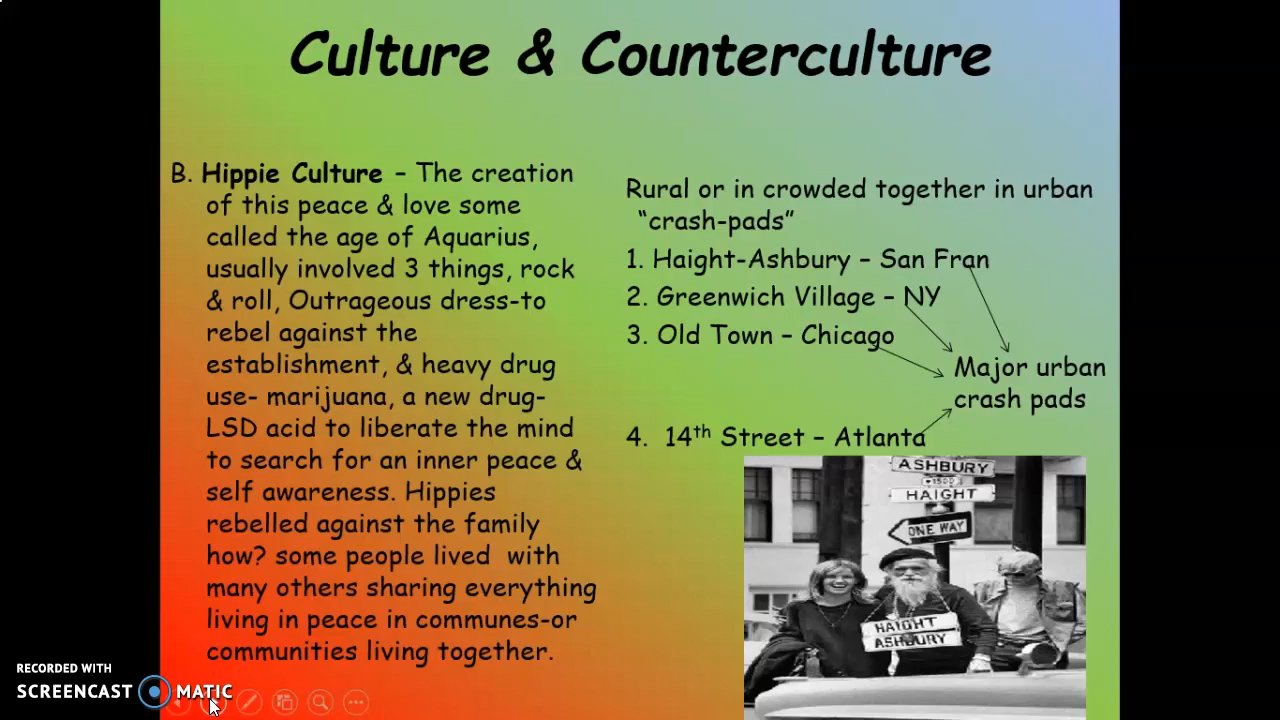 Culture & Counterculture
B. Hippie Culture – The creation
of this peace & love some
called the age of Aquarius,
usually involved 3 things, rock
& roll, Outrageous dress-to
rebel against the
establishment, & heavy drug
use- marijuana, a new drug-
LSD acid to liberate the mind
to search for an inner peace &
self awareness. Hippies
rebelled against the family
how? some people lived with
many others sharing everything
living in peace in communes-or
communities living together.
Rural or in crowded together in urban
“crash-pads”
1. Haight-Ashbury – San Fran
2. Greenwich Village – NY
3. Old Town – Chicago
Major urban
crash pads
4. 14th Street – Atlanta
ASHBURY
1500
HAIGHT
ONE WAY
HAIGHT
ASHBURY
RECORDED WITH
SCREENCAST MATIC